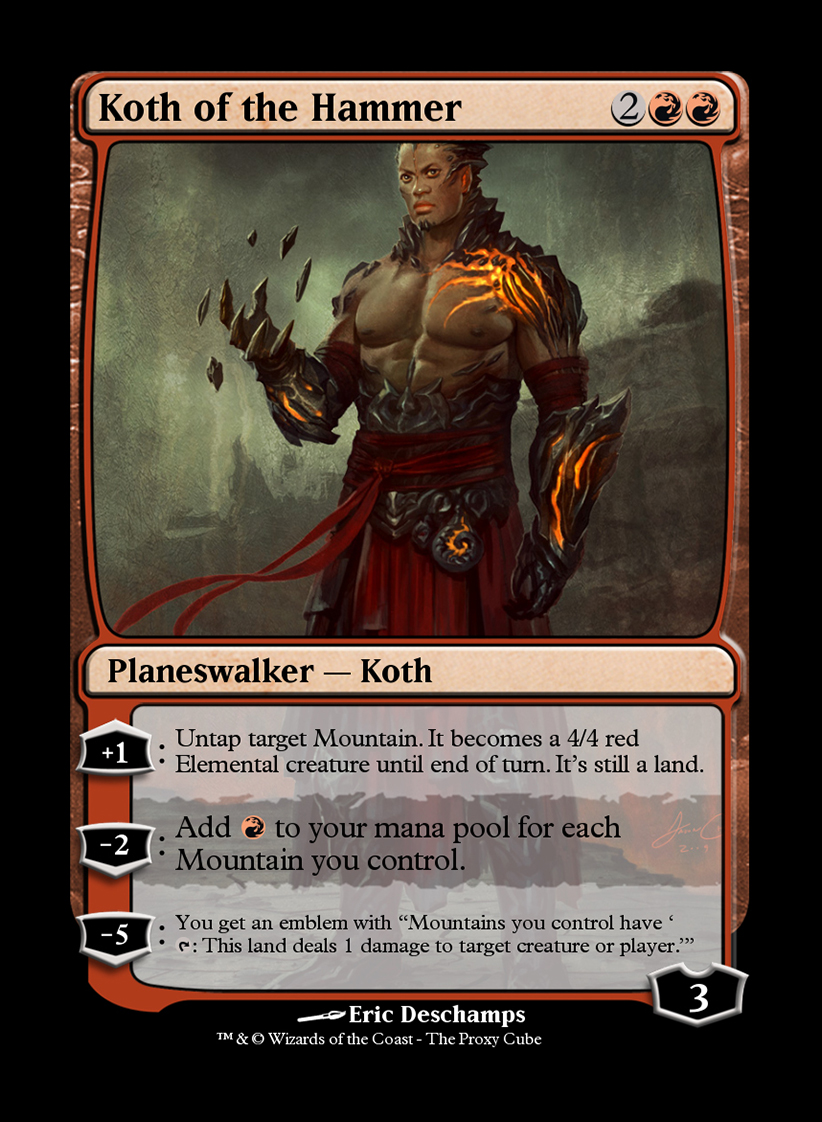 Koth of the Hammer 2
Planeswalker — Koth
+1 : Untap target Mountain. It becomes a 4/4 red
Elemental creature until end of turn. It's still a land.
-2 : Add to your mana pool for each
Mountain you control.
-5 : You get an emblem with “Mountains you control have ‘
: This land deals 1 damage to target creature or player.’”
3
Eric Deschamps
™ & © Wizards of the Coast - The Proxy Cube